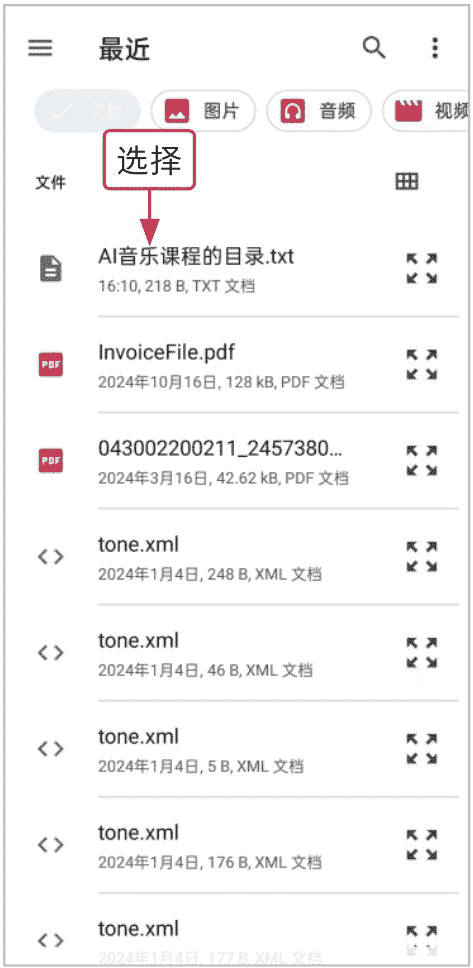 最近
文档 图片 音频 视频
选择
文件
AI音乐课程的目录.txt
16:10, 218 B, TXT 文档
PDF InvoiceFile.pdf
2024年10月16日, 128 kB, PDF 文档
PDF 043002200211_2457380...
2024年3月16日, 42.62 kB, PDF 文档
tone.xml
2024年1月4日, 248 B, XML 文档
tone.xml
2024年1月4日, 46 B, XML 文档
tone.xml
2024年1月4日, 5 B, XML 文档
tone.xml
2024年1月4日, 176 B, XML 文档
tone.xml
2024年1月4日, 177 B, XML 文档